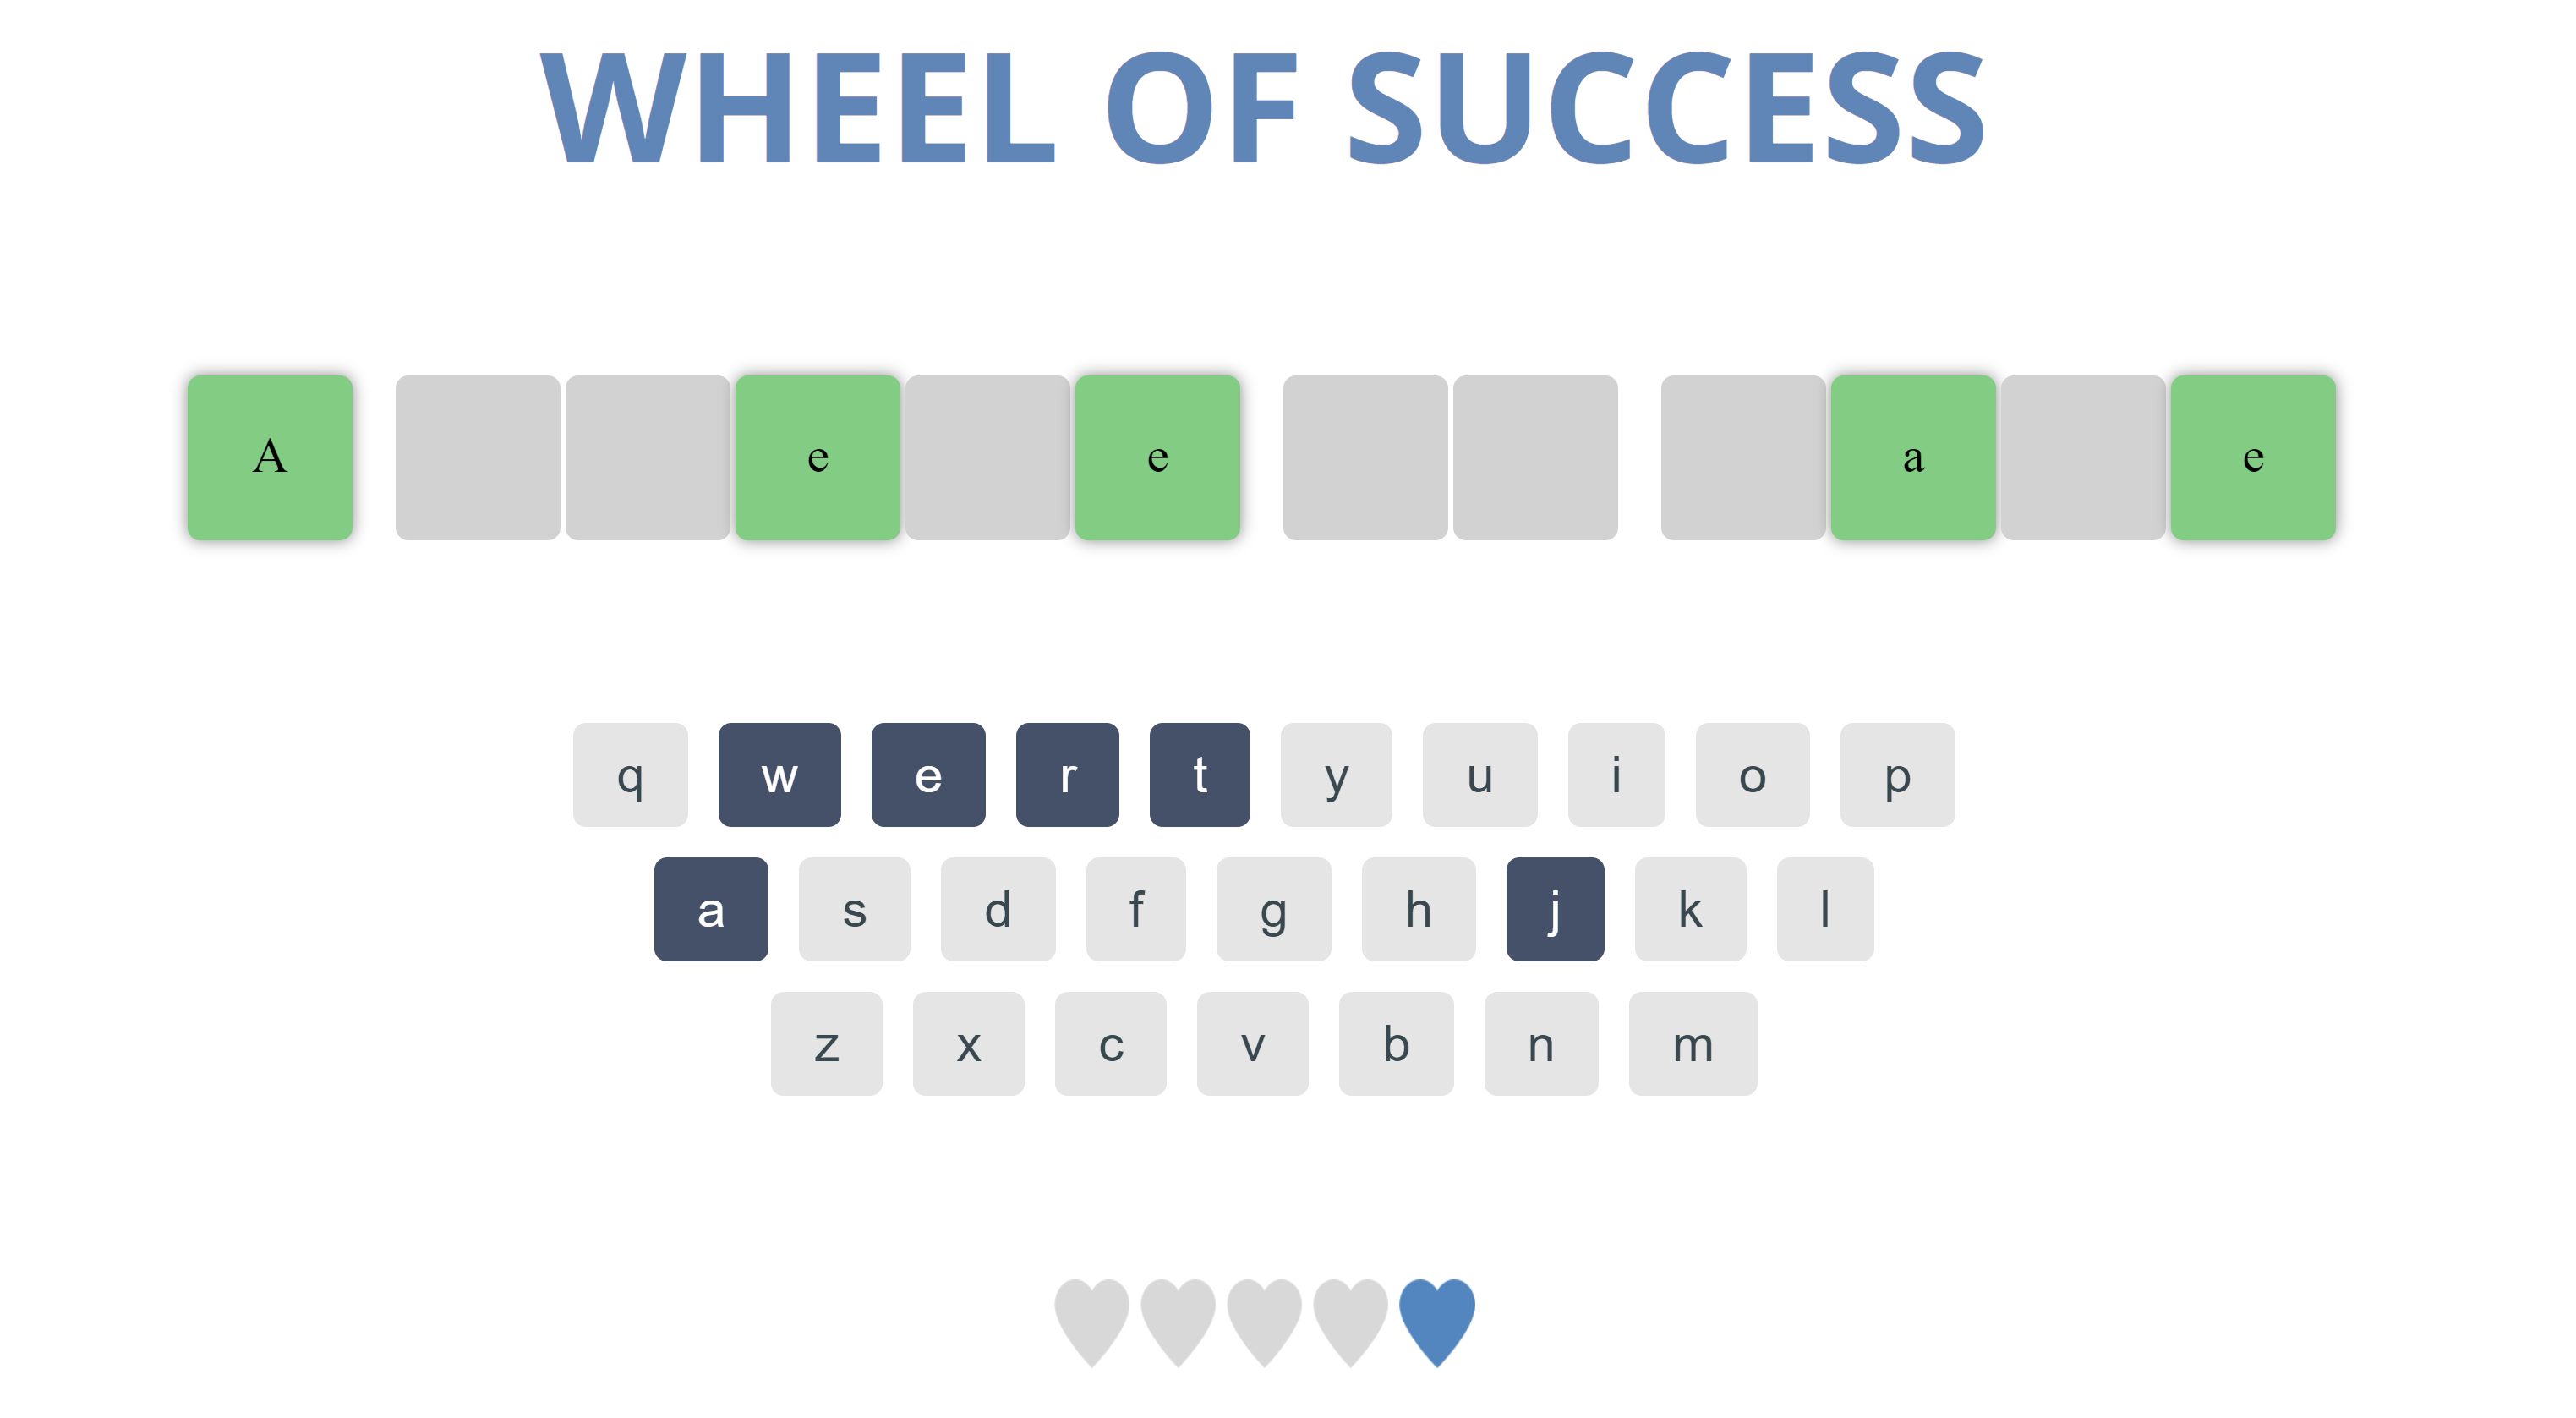 WHEEL OF SUCCESS
A e e a e
q w e r t y u i o p
a s d f g h j k l
z x c v b n m